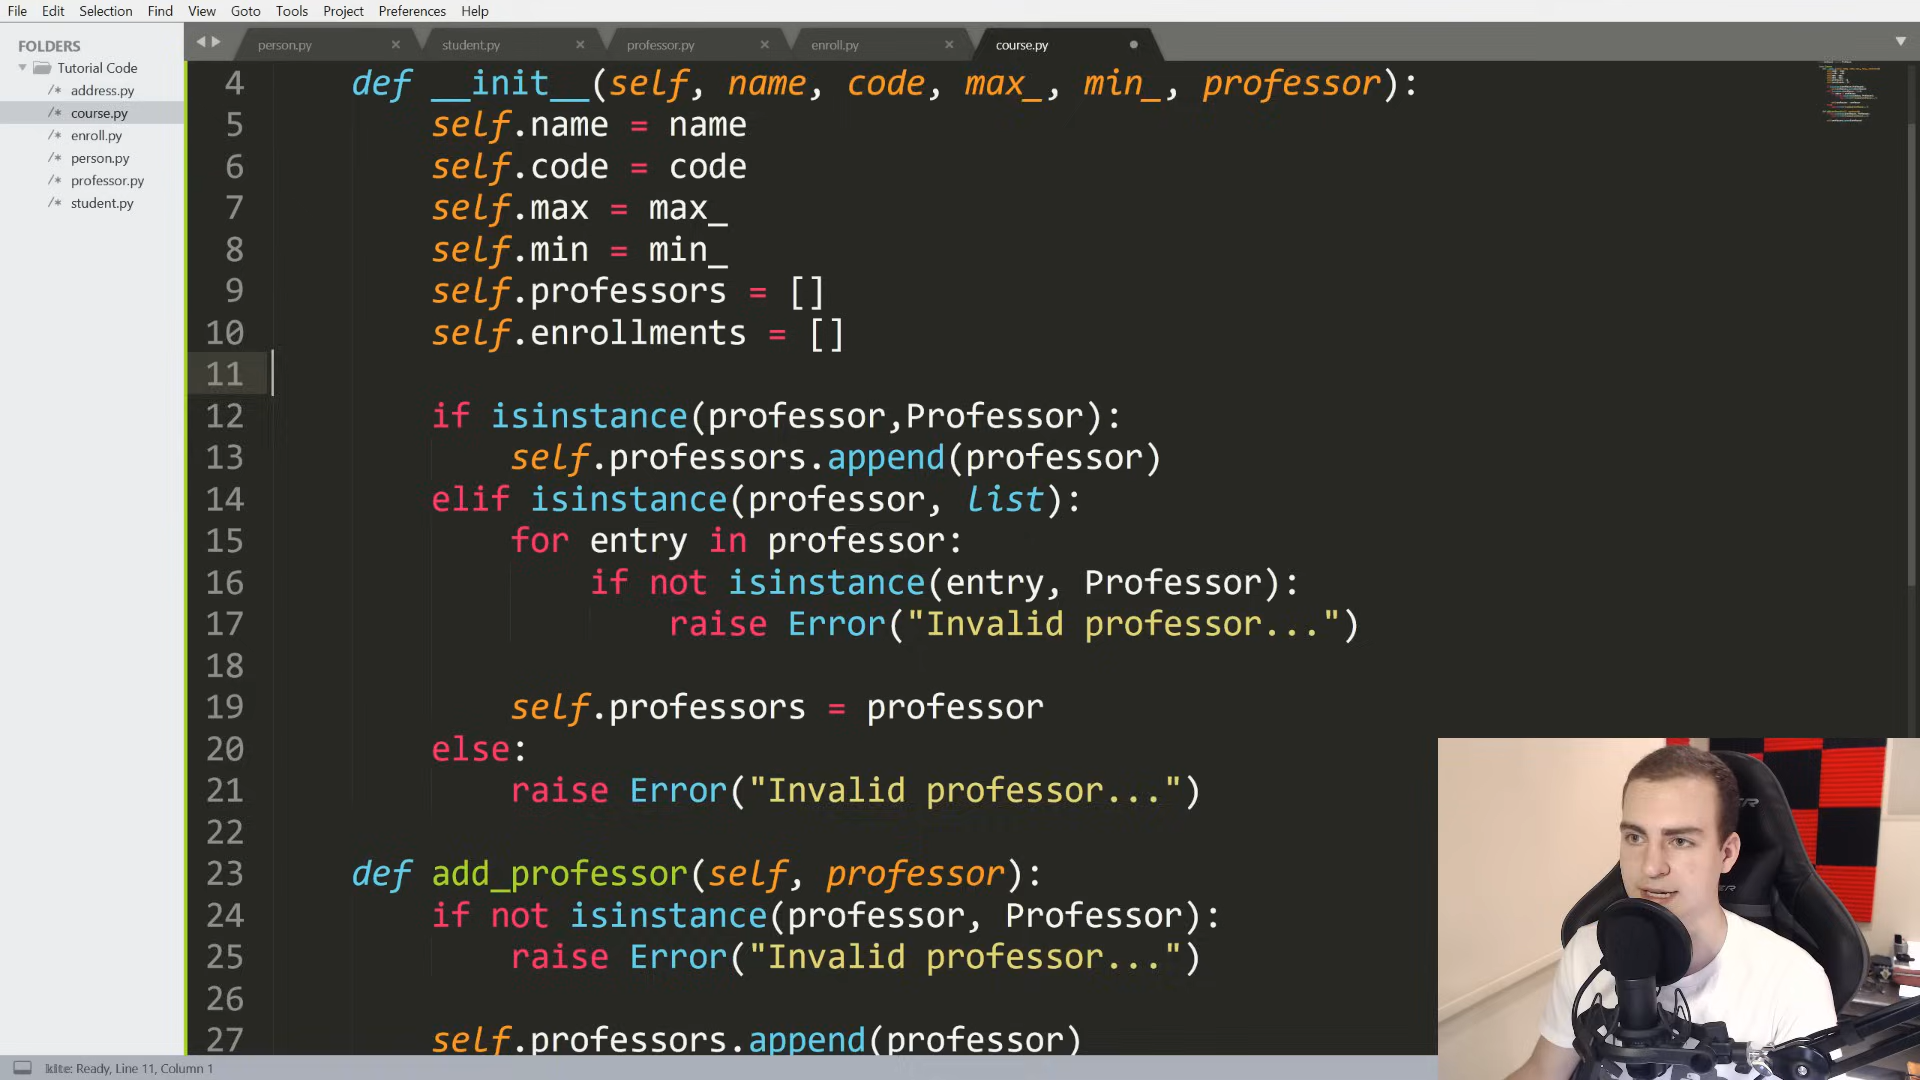 File Edit Selection Find View Goto Tools Project Preferences Help
FOLDERS
Tutorial Code
/* address.py
/* course.py
/* enroll.py
/* person.py
/* professor.py
/* student.py
person.py × student.py × professor.py × enroll.py × course.py
4 def __init__(self, name, code, max_, min_, professor):
5 self.name = name
6 self.code = code
7 self.max = max_
8 self.min = min_
9 self.professors = []
10 self.enrollments = []
11
12 if isinstance(professor,Professor):
13 self.professors.append(professor)
14 elif isinstance(professor, list):
15 for entry in professor:
16 if not isinstance(entry, Professor):
17 raise Error("Invalid professor...")
18
19 self.professors = professor
20 else:
21 raise Error("Invalid professor...")
22
23 def add_professor(self, professor):
24 if not isinstance(professor, Professor):
25 raise Error("Invalid professor...")
26
27 self.professors.append(professor)
kite: Ready, Line 11, Column 1